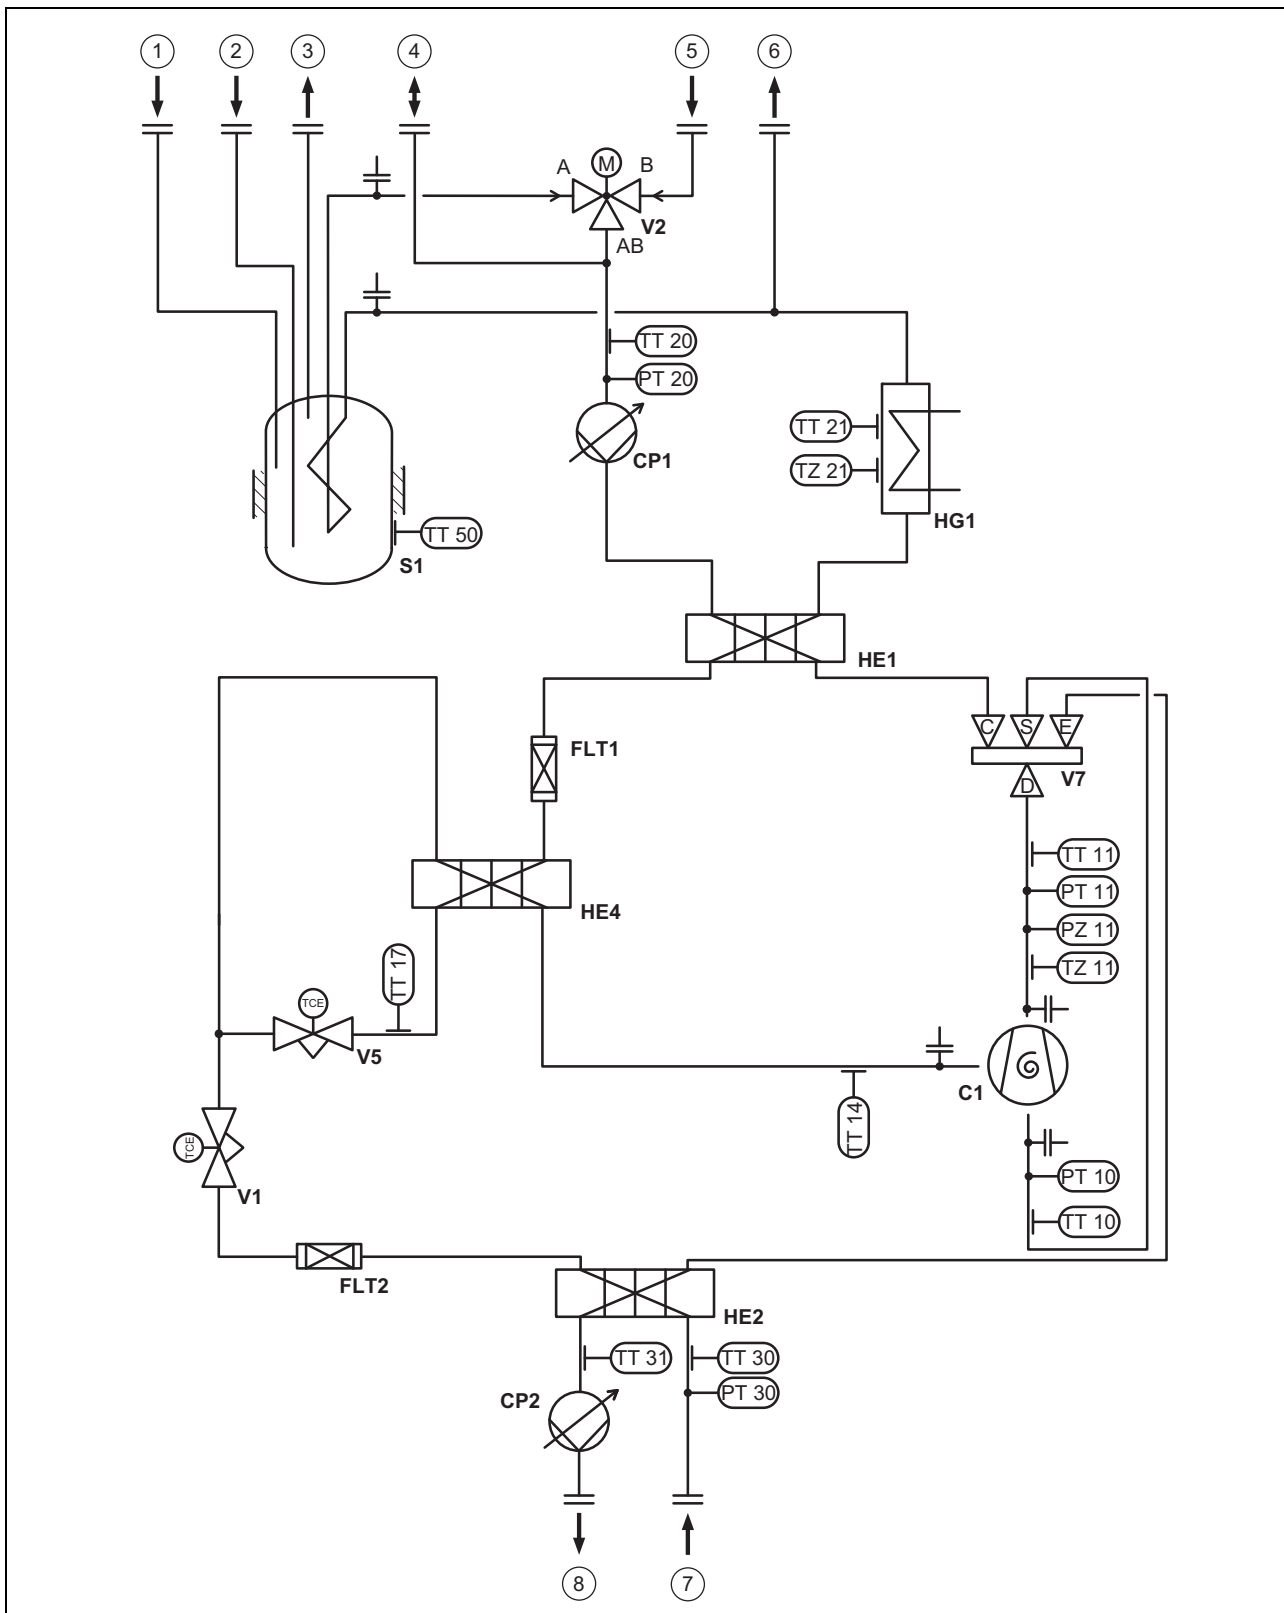 1
2
3
4
5
6
A
M
B
V2
AB
TT 20
PT 20
CP1
TT 21
TZ 21
HG1
TT 50
S1
HE1
FLT1
C
S
E
V7
D
TT 11
PT 11
PZ 11
TZ 11
HE4
TT 17
TCE
V5
C1
TT 14
TCE
V1
PT 10
TT 10
FLT2
HE2
TT 31
TT 30
PT 30
CP2
8
7